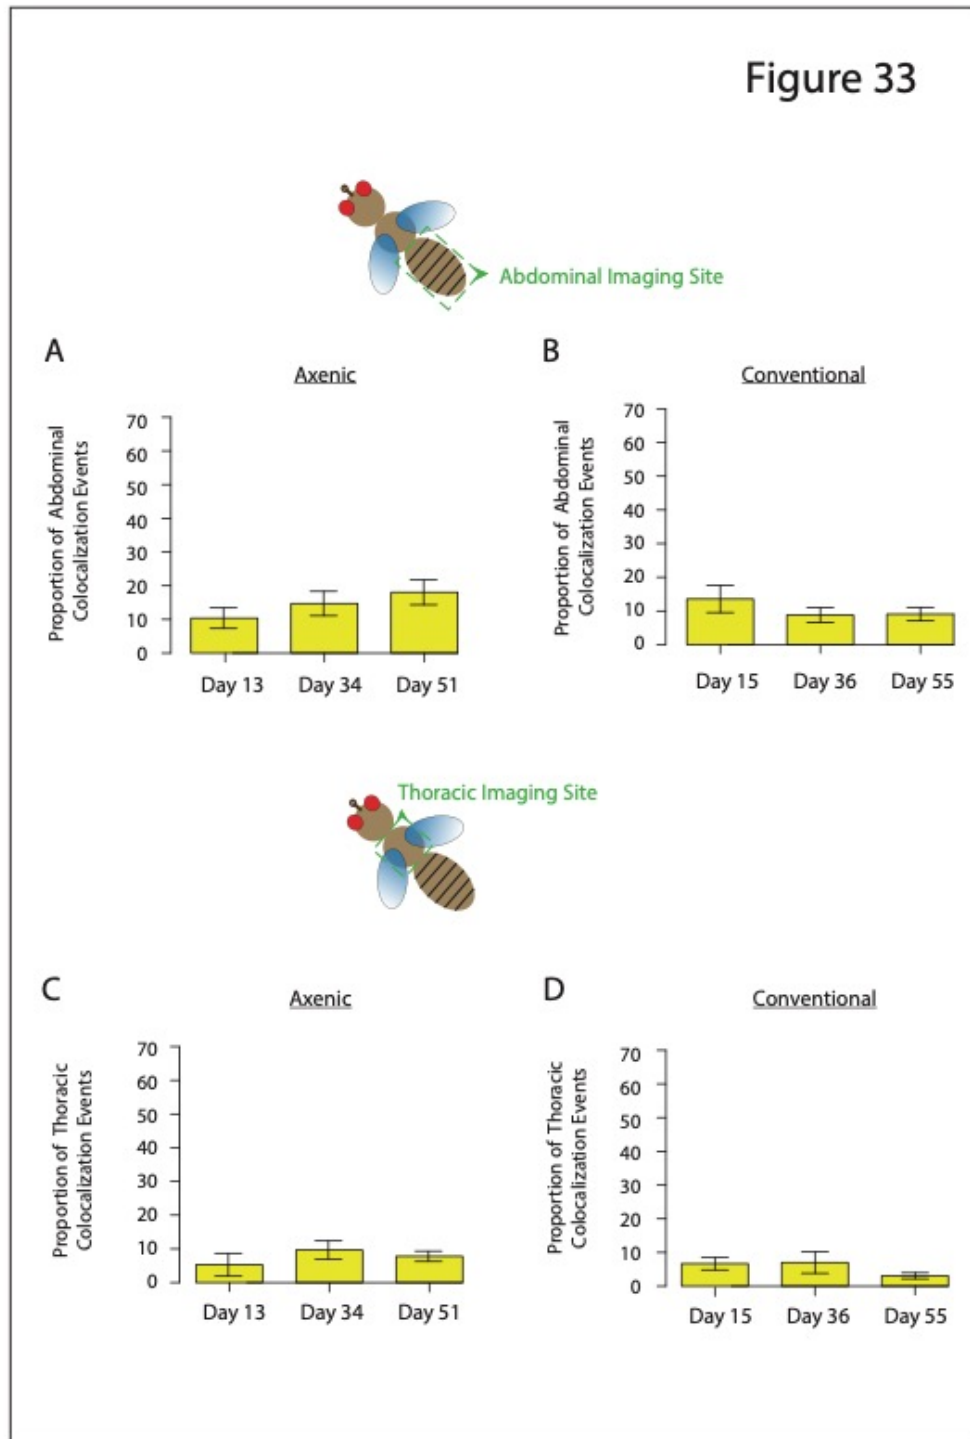 Figure 33
Abdominal Imaging Site
A
Axenic
Proportion of Abdominal
Colocalization Events
70
60
50
40
30
20
10
0
Day 13 Day 34 Day 51
B
Conventional
Proportion of Abdominal
Colocalization Events
70
60
50
40
30
20
10
0
Day 15 Day 36 Day 55
Thoracic Imaging Site
C
Axenic
Proportion of Thoracic
Colocalization Events
70
60
50
40
30
20
10
0
Day 13 Day 34 Day 51
D
Conventional
Proportion of Thoracic
Colocalization Events
70
60
50
40
30
20
10
0
Day 15 Day 36 Day 55